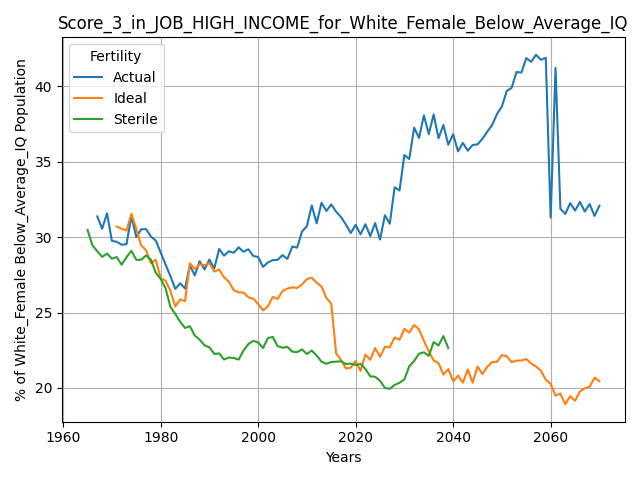 Score_3_in_JOB_HIGH_INCOME_for_White_Female_Below_Average_IQ
% of White_Female Below_Average_IQ Population
Fertility
Actual
Ideal
Sterile
40
35
30
25
20
1960
1980
2000
2020
2040
2060
Years